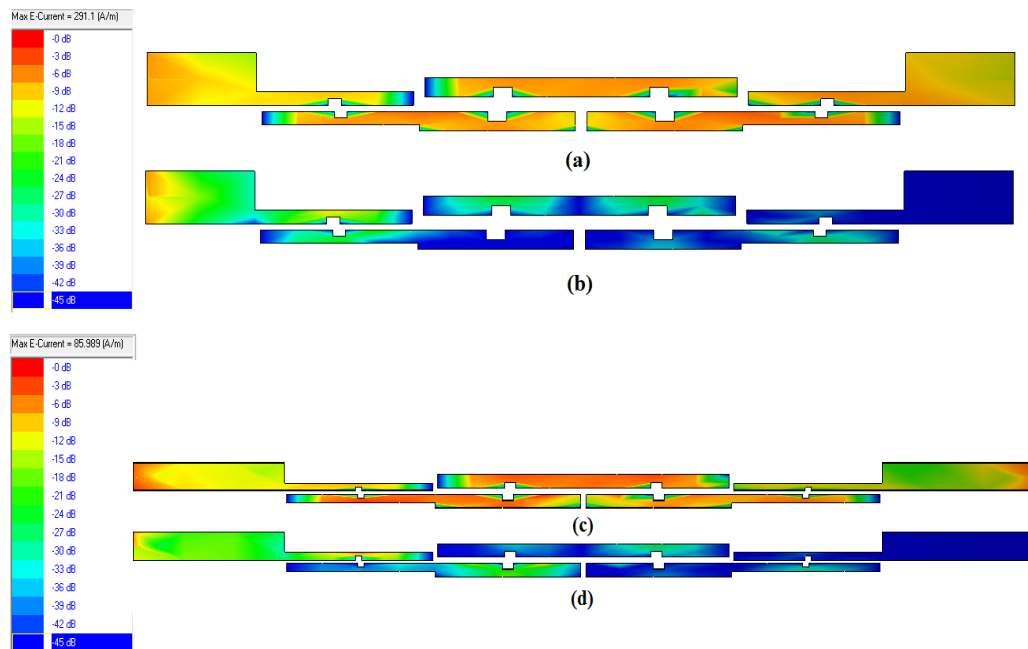 Max E-Current = 291.1 (A/m)
-0 dB
-3 dB
-6 dB
-9 dB
-12 dB
-15 dB
-18 dB
-21 dB
-24 dB
-27 dB
-30 dB
-33 dB
-36 dB
-39 dB
-42 dB
-45 dB
(a)
(b)
Max E-Current = 85.989 (A/m)
-0 dB
-3 dB
-6 dB
-9 dB
-12 dB
-15 dB
-18 dB
-21 dB
-24 dB
-27 dB
-30 dB
-33 dB
-36 dB
-39 dB
-42 dB
-45 dB
(c)
(d)